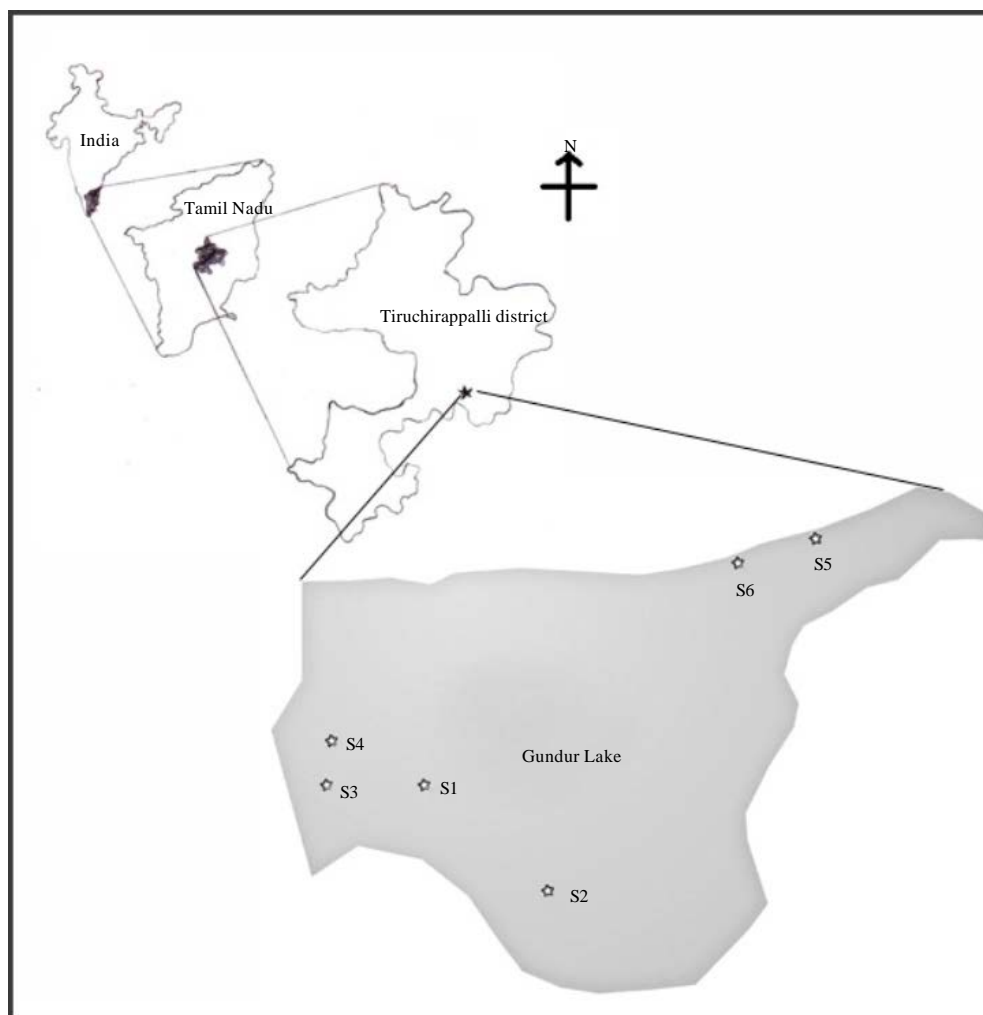 India
N
Tamil Nadu
Tiruchirappalli district
S5
S6
S4
Gundur Lake
S3
S1
S2